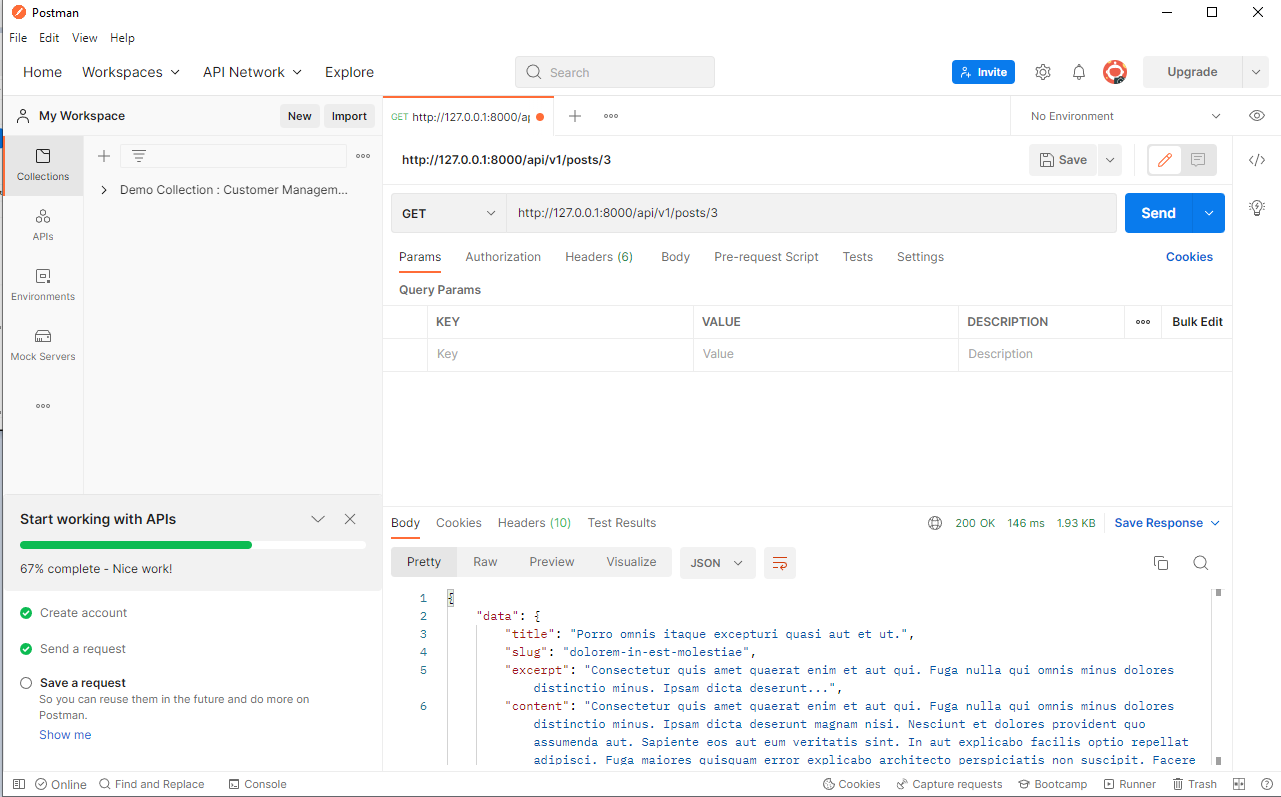 Postman
File Edit View Help
Home Workspaces API Network Explore Search Invite Upgrade
My Workspace New Import
GET http://127.0.0.1:8000/ap No Environment
Collections
APIs
Environments
Mock Servers
Demo Collection : Customer Managem...
http://127.0.0.1:8000/api/v1/posts/3 Save
GET http://127.0.0.1:8000/api/v1/posts/3 Send
Params Authorization Headers (6) Body Pre-request Script Tests Settings Cookies
Query Params
KEY VALUE DESCRIPTION Bulk Edit
Key Value Description
Start working with APIs
67% complete - Nice work!
Create account
Send a request
Save a request
So you can reuse them in the future and do more on
Postman.
Show me
Body Cookies Headers (10) Test Results 200 OK 146 ms 1.93 KB Save Response
Pretty Raw Preview Visualize JSON
1 {
2 "data": {
3 "title": "Porro omnis itaque excepturi quasi aut et ut.",
4 "slug": "dolorem-in-est-molestiae",
5 "excerpt": "Consectetur quis amet quaerat enim et aut qui. Fuga nulla qui omnis minus dolores
distinctio minus. Ipsam dicta deserunt...",
6 "content": "Consectetur quis amet quaerat enim et aut qui. Fuga nulla qui omnis minus dolores
distinctio minus. Ipsam dicta deserunt magnam nisi. Nesciunt et dolores provident quo
assumenda aut. Sapiente eos aut eum veritatis sint. In aut explicabo facilis optio repellat
adipisci. Fuga maiores quisquam error explicabo architecto perspiciatis non suscipit. Facere
Online Find and Replace Console Cookies Capture requests Bootcamp Runner Trash